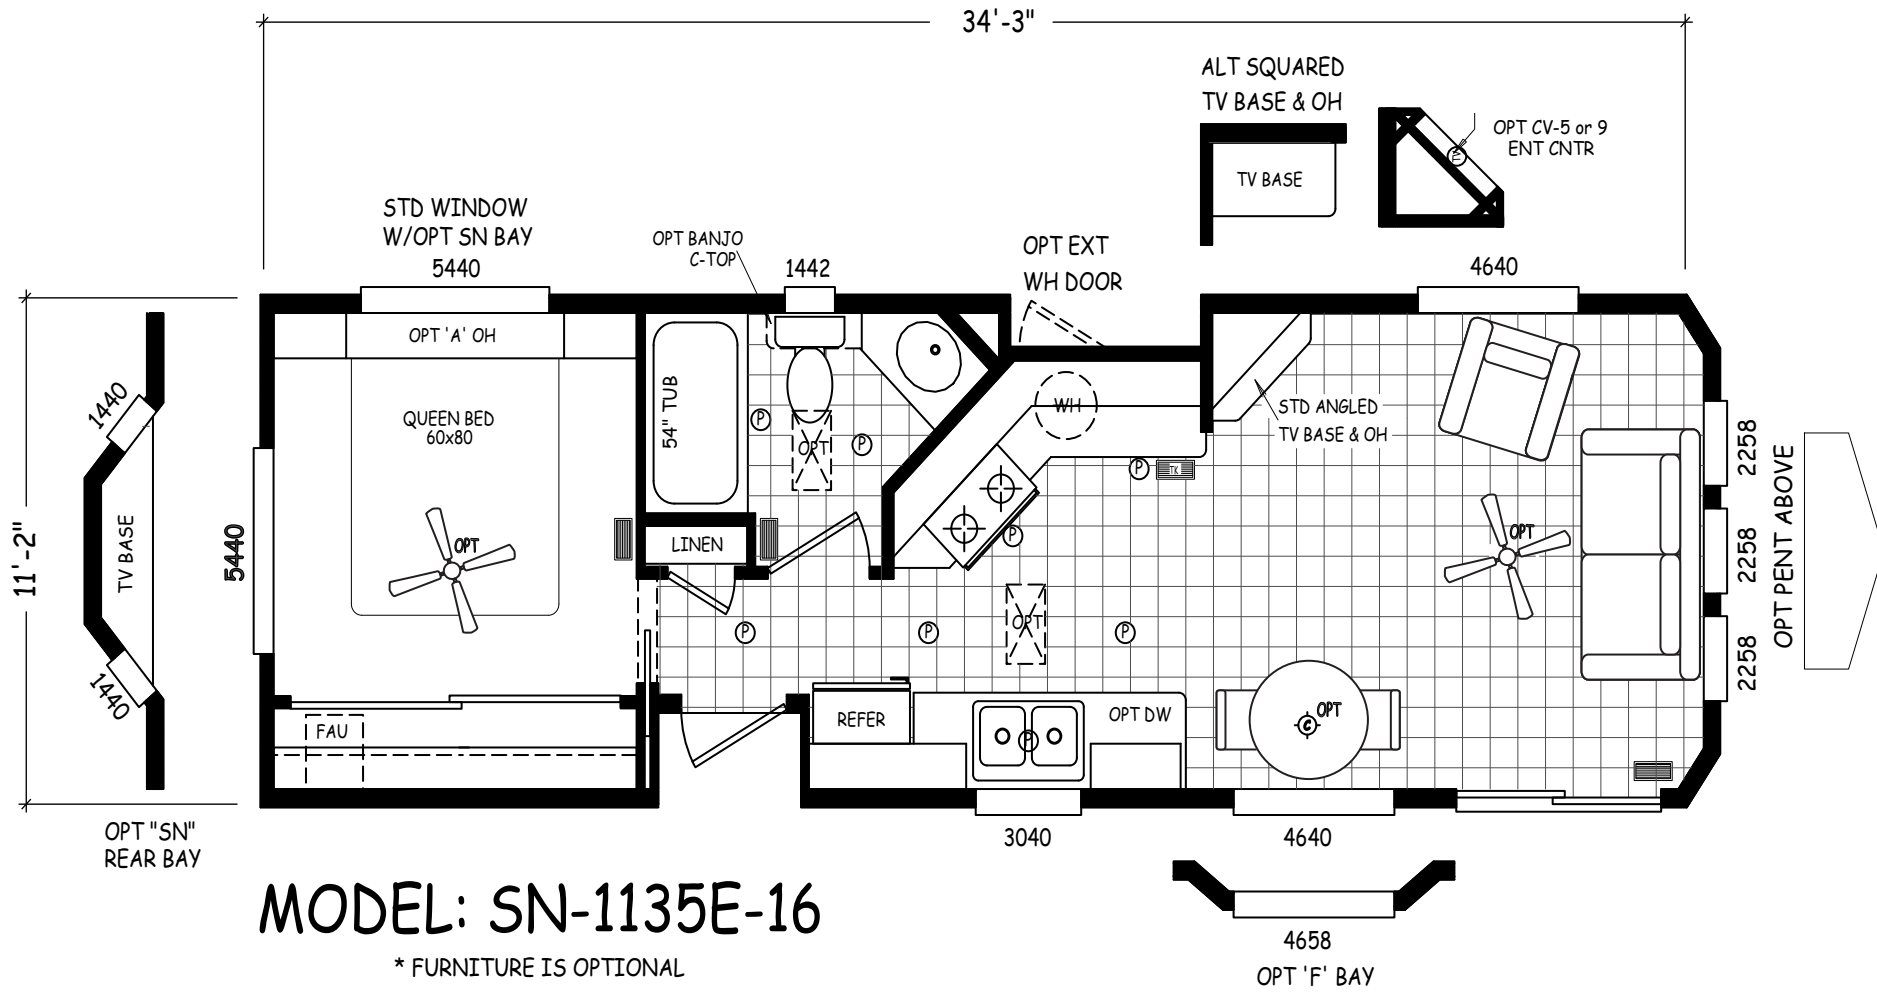 34'-3"
ALT SQUARED
TV BASE & OH
OPT CV-5 or 9
ENT CNTR
TV
TV BASE
STD WINDOW
W/OPT SN BAY
5440
OPT BANJO
C-TOP
1442
OPT EXT
WH DOOR
4640
OPT 'A' OH
1440
QUEEN BED
60x80
54" TUB
P
OPT
P
WH
STD ANGLED
TV BASE & OH
P
TK
2258
2258
2258
OPT PENT ABOVE
11'-2"
TV BASE
5440
OPT
LINEN
P
OPT
OPT
P
P
P
1440
FAU
REFER
P
OPT DW
C
OPT
OPT "SN"
REAR BAY
3040
4640
MODEL: SN-1135E-16
* FURNITURE IS OPTIONAL
4658
OPT 'F' BAY